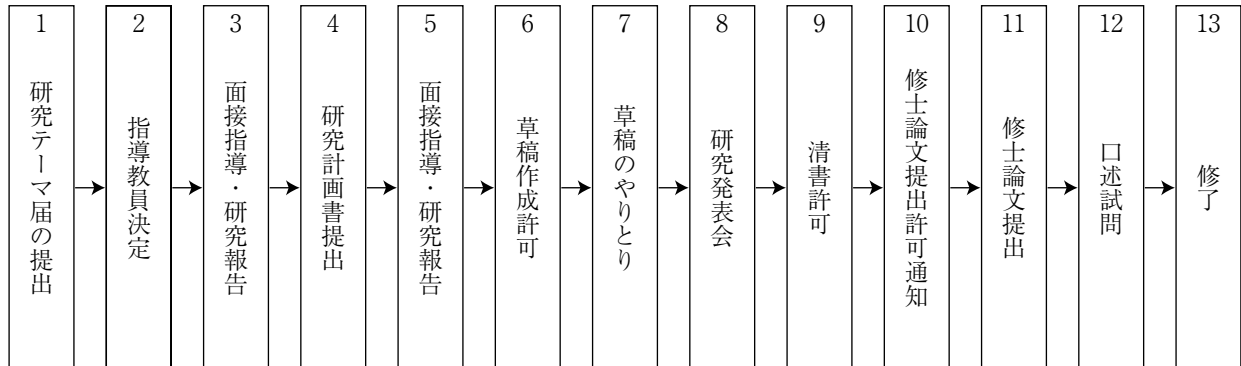 1
研究テーマ届の提出
2
指導教員決定
3
面接指導・研究報告
4
研究計画書提出
5
面接指導・研究報告
6
草稿作成許可
7
草稿のやりとり
8
研究発表会
9
清書許可
10
修士論文提出許可通知
11
修士論文提出
12
口述試問
13
修了